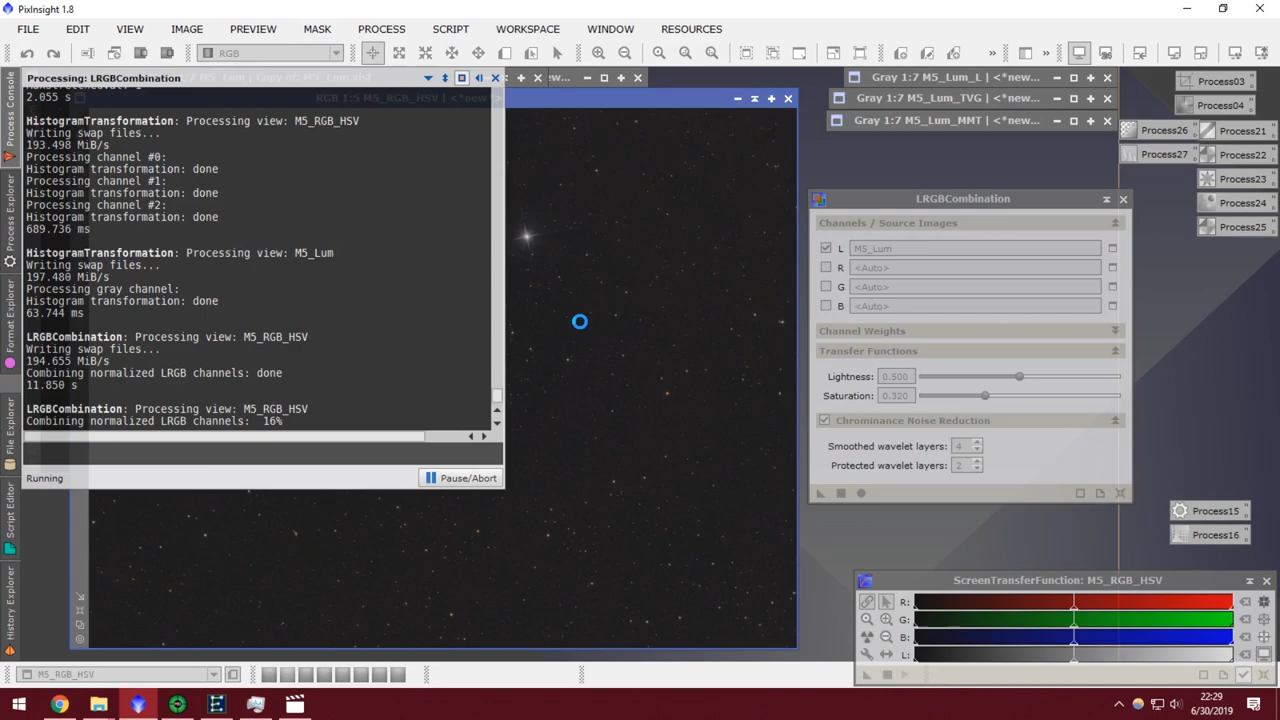 PixInsight 1.8
FILE EDIT VIEW IMAGE PREVIEW MASK PROCESS SCRIPT WORKSPACE WINDOW RESOURCES
RGB
Processing: LRGBCombination
2.055 s
HistogramTransformation: Processing view: M5_RGB_HSV
Writing swap files...
193.498 MiB/s
Processing channel #0:
Histogram transformation: done
Processing channel #1:
Histogram transformation: done
Processing channel #2:
Histogram transformation: done
689.736 ms
HistogramTransformation: Processing view: M5_Lum
Writing swap files...
197.480 MiB/s
Processing gray channel:
Histogram transformation: done
63.744 ms
LRGBCombination: Processing view: M5_RGB_HSV
Writing swap files...
194.655 MiB/s
Combining normalized LRGB channels: done
11.850 s
LRGBCombination: Processing view: M5_RGB_HSV
Combining normalized LRGB channels: 16%
Running
Pause/Abort
Process Console
Process Explorer
Format Explorer
File Explorer
Script Editor
History Explorer
RGB 1:5 M5_RGB_HSV | <*new*>
ew...
Gray 1:7 M5_Lum_L | <*new...
Gray 1:7 M5_Lum_TVG | <*new...
Gray 1:7 M5_Lum_MMT | <*new...
Process03
Process04
Process26
Process21
Process27
Process22
Process23
Process24
Process25
LRGBCombination
Channels / Source Images
L M5_Lum
R <Auto>
G <Auto>
B <Auto>
Channel Weights
Transfer Functions
Lightness: 0.500
Saturation: 0.320
Chrominance Noise Reduction
Smoothed wavelet layers: 4
Protected wavelet layers: 2
Process15
Process16
ScreenTransferFunction: M5_RGB_HSV
R:
G:
B:
L:
M5_RGB_HSV
22:29
6/30/2019